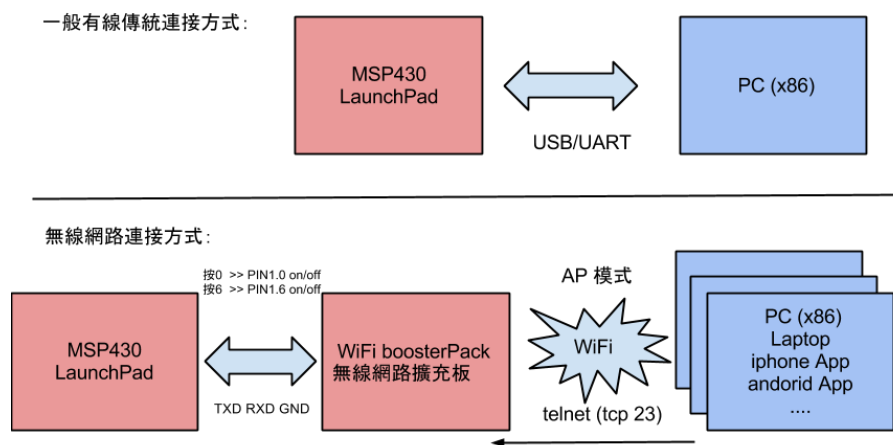 一般有線傳統連接方式：
MSP430
LaunchPad
USB/UART
PC (x86)
無線網路連接方式：
按0 >> PIN1.0 on/off
按6 >> PIN1.6 on/off
MSP430
LaunchPad
TXD RXD GND
WiFi boosterPack
無線網路擴充板
AP 模式
WiFi
telnet (tcp 23)
PC (x86)
Laptop
iphone App
andorid App
....